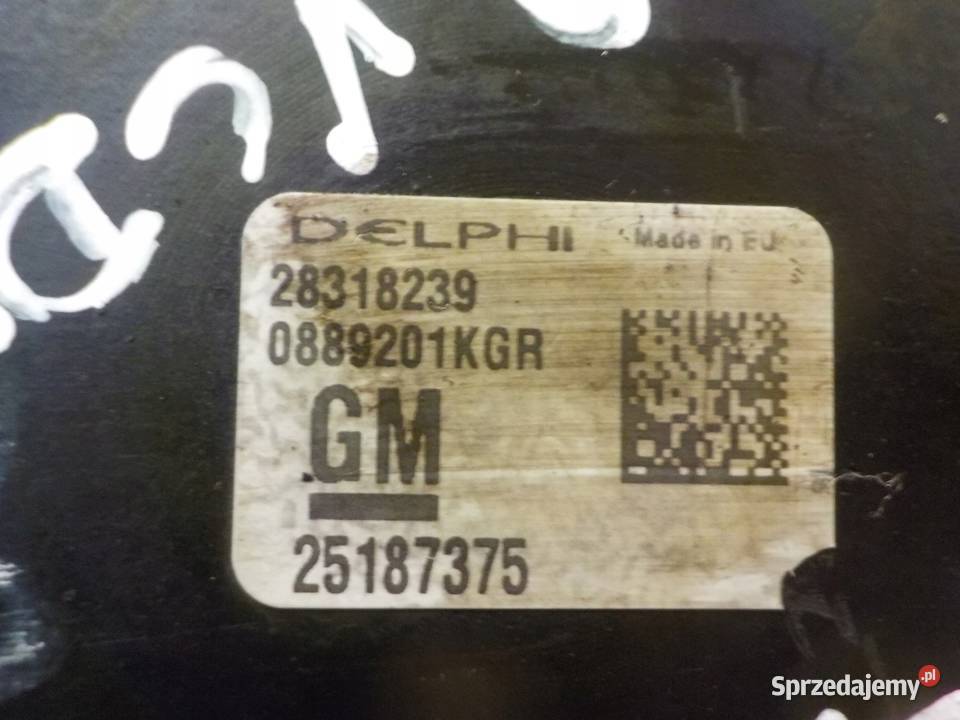 DELPHI Made in EU
28318239
0889201KGR
GM
25187375
Sprzedajemy.pl